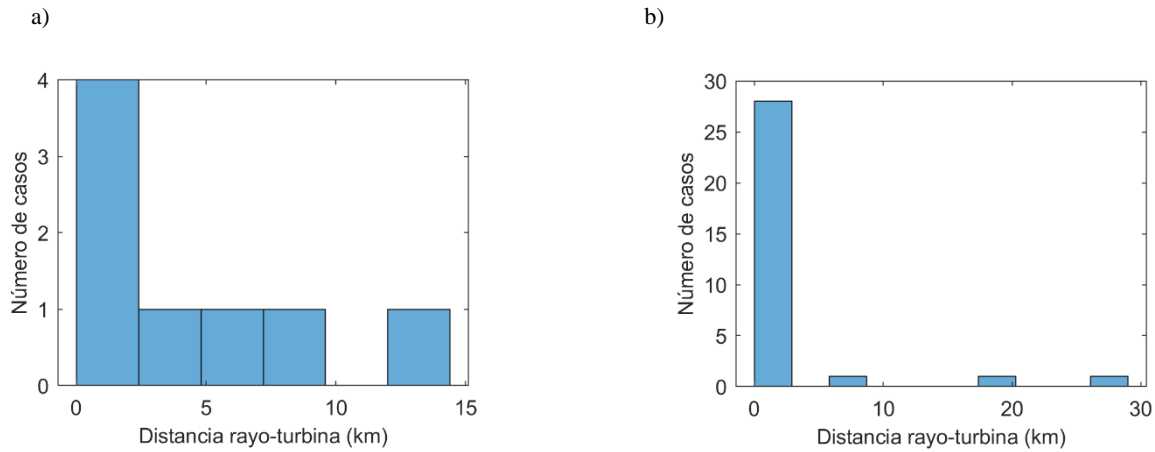 a)
b)
4
3
2
1
0
Número de casos
0 5 10 15
Distancia rayo-turbina (km)
30
25
20
15
10
5
0
Número de casos
0 10 20 30
Distancia rayo-turbina (km)